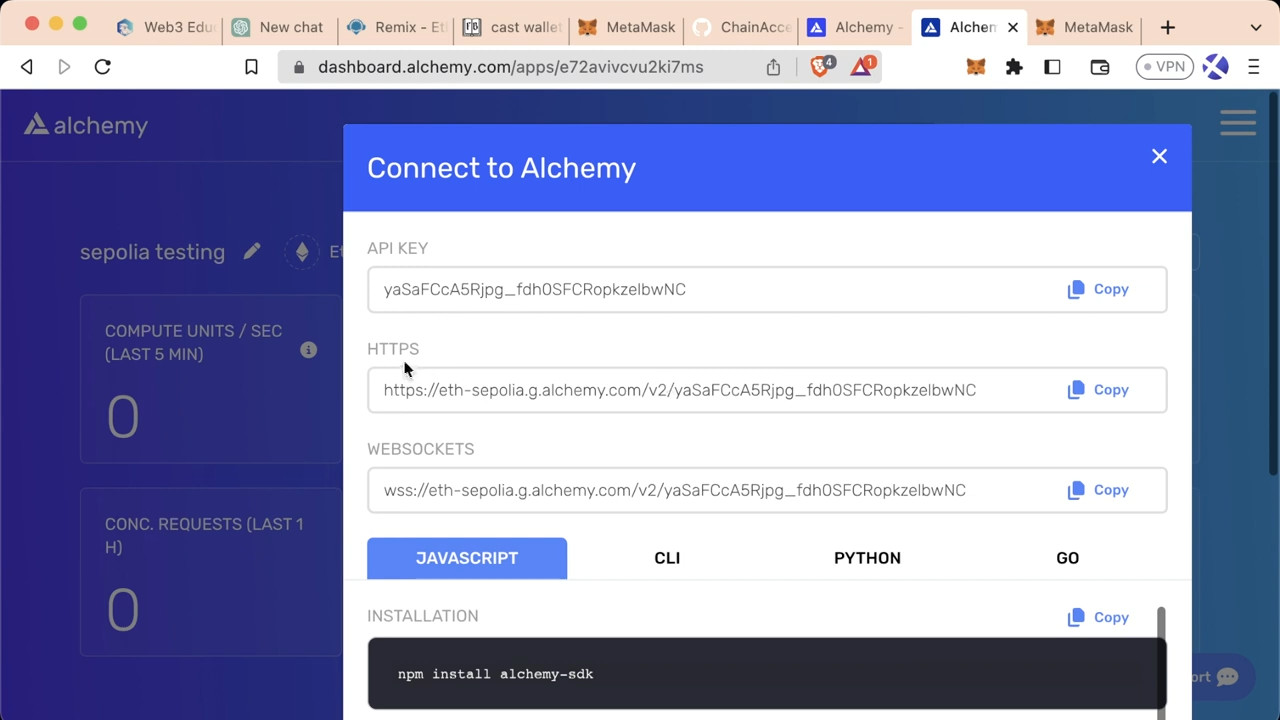 Web3 Edu
New chat
Remix - Et
cast wallet
MetaMask
ChainAcce
Alchemy -
Alchem
MetaMask
dashboard.alchemy.com/apps/e72avivcvu2ki7ms
4
1
VPN
alchemy
Connect to Alchemy
sepolia testing
Et
API KEY
yaSaFCcA5Rjpg_fdh0SFCRopkzelbwNC
Copy
COMPUTE UNITS / SEC
(LAST 5 MIN)
0
HTTPS
https://eth-sepolia.g.alchemy.com/v2/yaSaFCcA5Rjpg_fdh0SFCRopkzelbwNC
Copy
WEBSOCKETS
wss://eth-sepolia.g.alchemy.com/v2/yaSaFCcA5Rjpg_fdh0SFCRopkzelbwNC
Copy
CONC. REQUESTS (LAST 1
H)
0
JAVASCRIPT
CLI
PYTHON
GO
INSTALLATION
Copy
npm install alchemy-sdk
ort